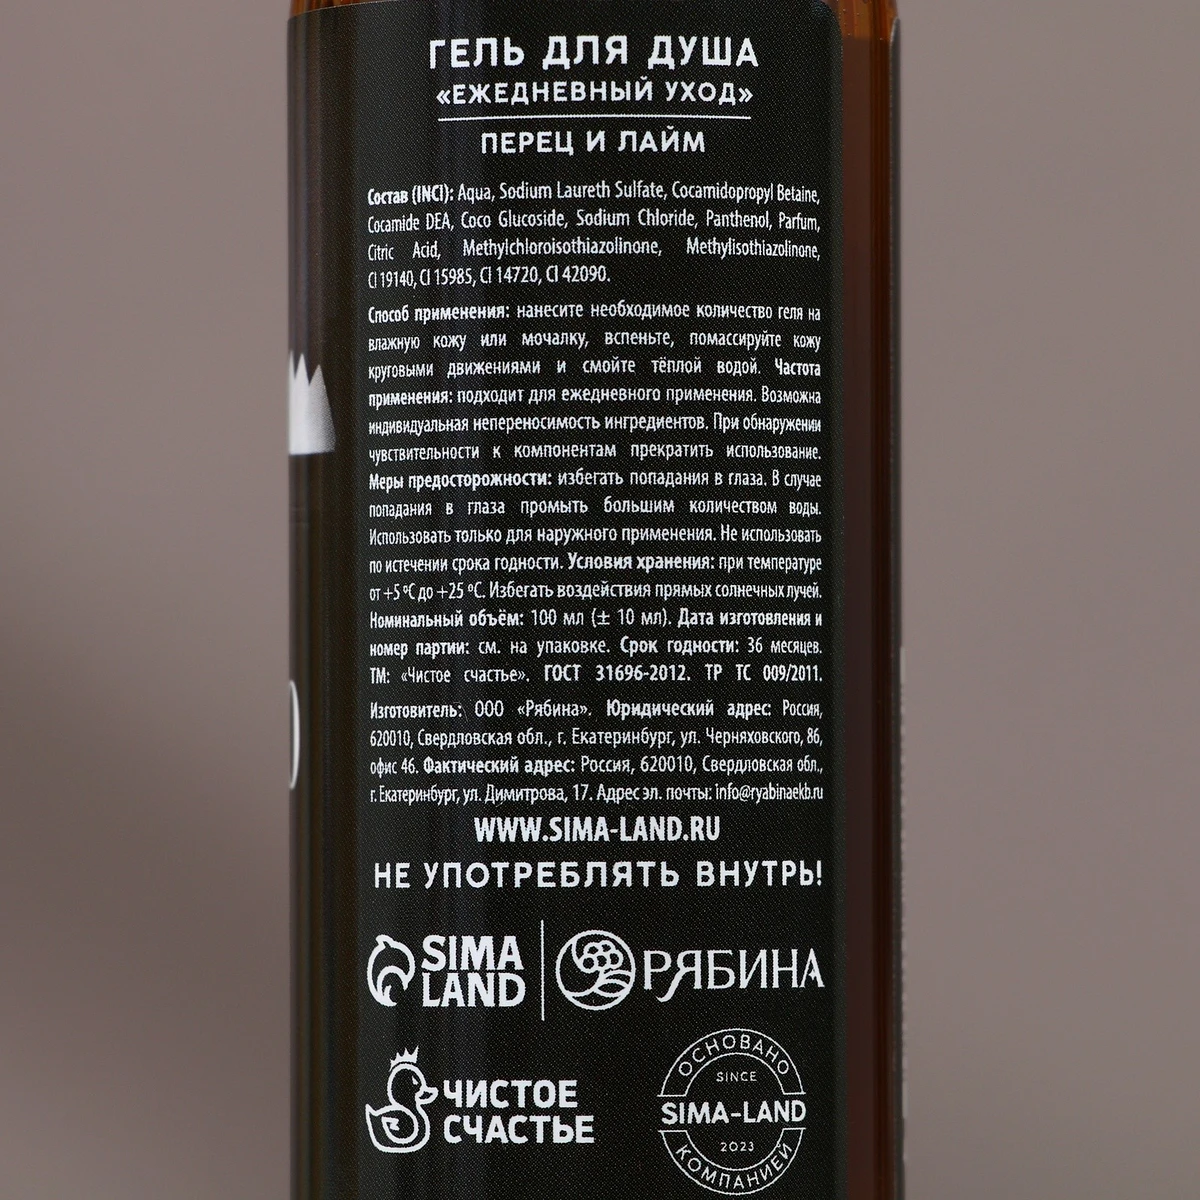 ГЕЛЬ ДЛЯ ДУША
«ЕЖЕДНЕВНЫЙ УХОД»
ПЕРЕЦ И ЛАЙМ
Состав (INCI): Aqua, Sodium Laureth Sulfate, Cocamidopropyl Betaine,
Cocamide DEA, Coco Glucoside, Sodium Chloride, Panthenol, Parfum,
Citric Acid, Methylchloroisothiazolinone, Methylisothiazolinone,
CI 19140, CI 15985, CI 14720, CI 42090.
Способ применения: нанесите необходимое количество геля на
влажную кожу или мочалку, вспеньте, помассируйте кожу
круговыми движениями и смойте тёплой водой. Частота
применения: подходит для ежедневного применения. Возможна
индивидуальная непереносимость ингредиентов. При обнаружении
чувствительности к компонентам прекратить использование.
Меры предосторожности: избегать попадания в глаза. В случае
попадания в глаза промыть большим количеством воды.
Использовать только для наружного применения. Не использовать
по истечении срока годности. Условия хранения: при температуре
от +5 ºС до +25 ºС. Избегать воздействия прямых солнечных лучей.
Номинальный объём: 100 мл (± 10 мл). Дата изготовления и
номер партии: см. на упаковке. Срок годности: 36 месяцев.
ТМ: «Чистое счастье». ГОСТ 31696-2012. ТР ТС 009/2011.
Изготовитель: ООО «Рябина». Юридический адрес: Россия,
620010, Свердловская обл., г. Екатеринбург, ул. Черняховского, 86,
офис 46. Фактический адрес: Россия, 620010, Свердловская обл.,
г. Екатеринбург, ул. Димитрова, 17. Адрес эл. почты: info@ryabinaekb.ru
WWW.SIMA-LAND.RU
НЕ УПОТРЕБЛЯТЬ ВНУТРЬ!
SIMA
LAND
РЯБИНА
ЧИСТОЕ
СЧАСТЬЕ
ОСНОВАНО
SINCE
SIMA-LAND
2023
КОМПАНИЕЙ